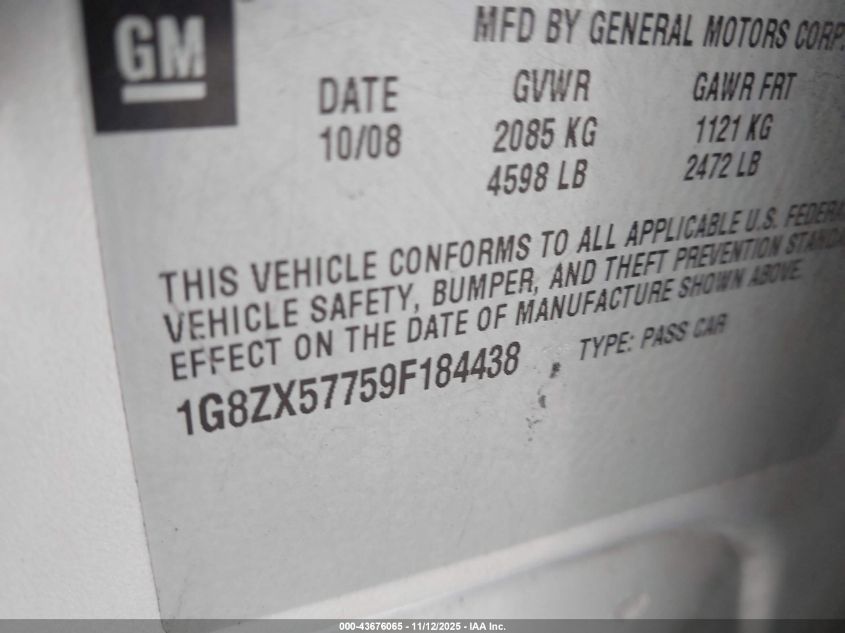 GM
MFD BY GENERAL MOTORS CORP.
DATE GVWR GAWR FRT
10/08 2085 KG 1121 KG
4598 LB 2472 LB
THIS VEHICLE CONFORMS TO ALL APPLICABLE U.S. FEDERA
VEHICLE SAFETY, BUMPER, AND THEFT PREVENTION STANDA
EFFECT ON THE DATE OF MANUFACTURE SHOWN ABOVE.
1G8ZX57759F184438 TYPE: PASS CAR
000-43676065 - 11/12/2025 - IAA Inc.